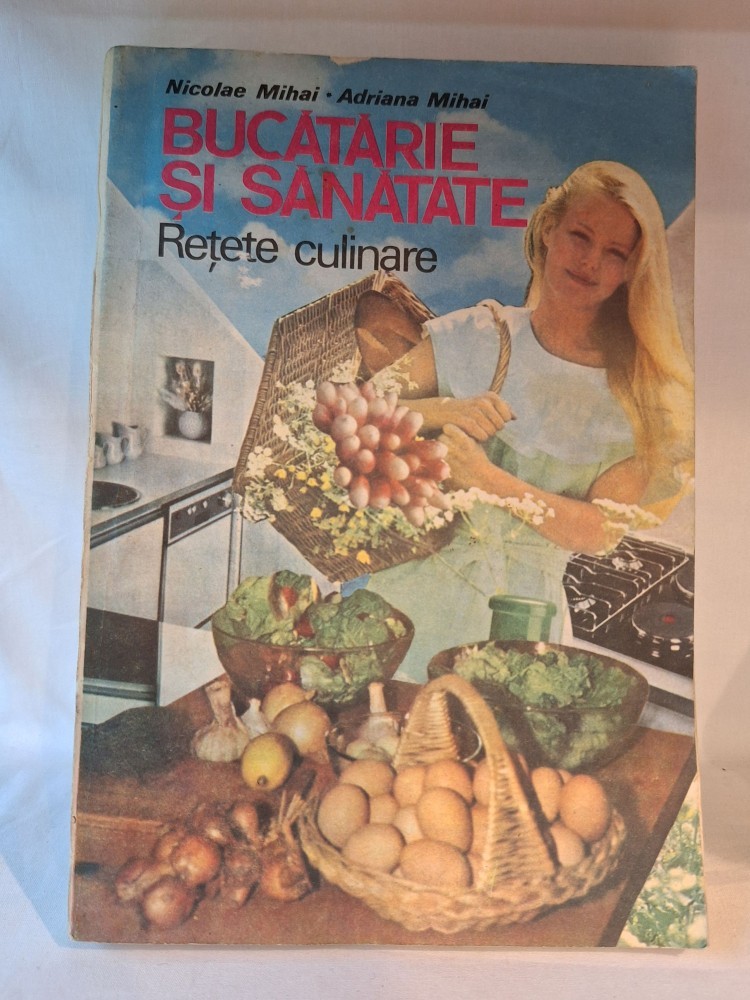 Nicolae Mihai • Adriana Mihai
BUCĂTĂRIE
ȘI SĂNĂTATE
Rețete culinare